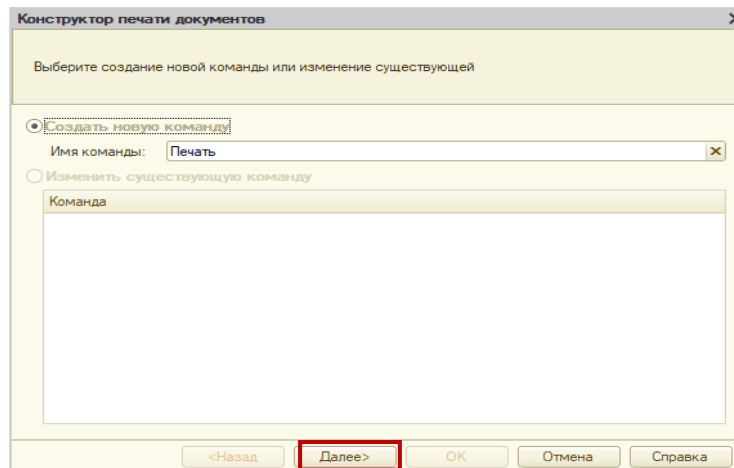 Конструктор печати документов
Выберите создание новой команды или изменение существующей
Создать новую команду
Имя команды: Печать
Изменить существующую команду
Команда
<Назад Далее> ОК Отмена Справка